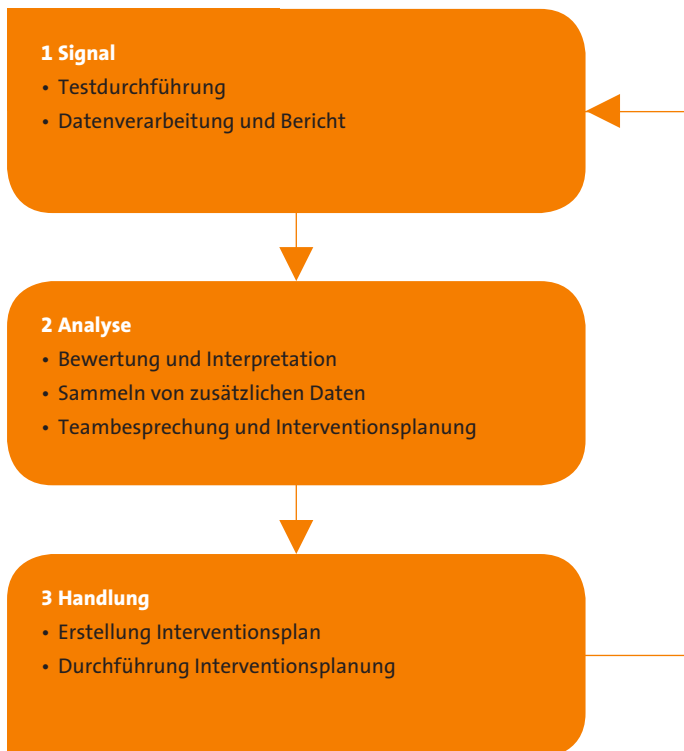 1 Signal
• Testdurchführung
• Datenverarbeitung und Bericht
2 Analyse
• Bewertung und Interpretation
• Sammeln von zusätzlichen Daten
• Teambesprechung und Interventionsplanung
3 Handlung
• Erstellung Interventionsplan
• Durchführung Interventionsplanung